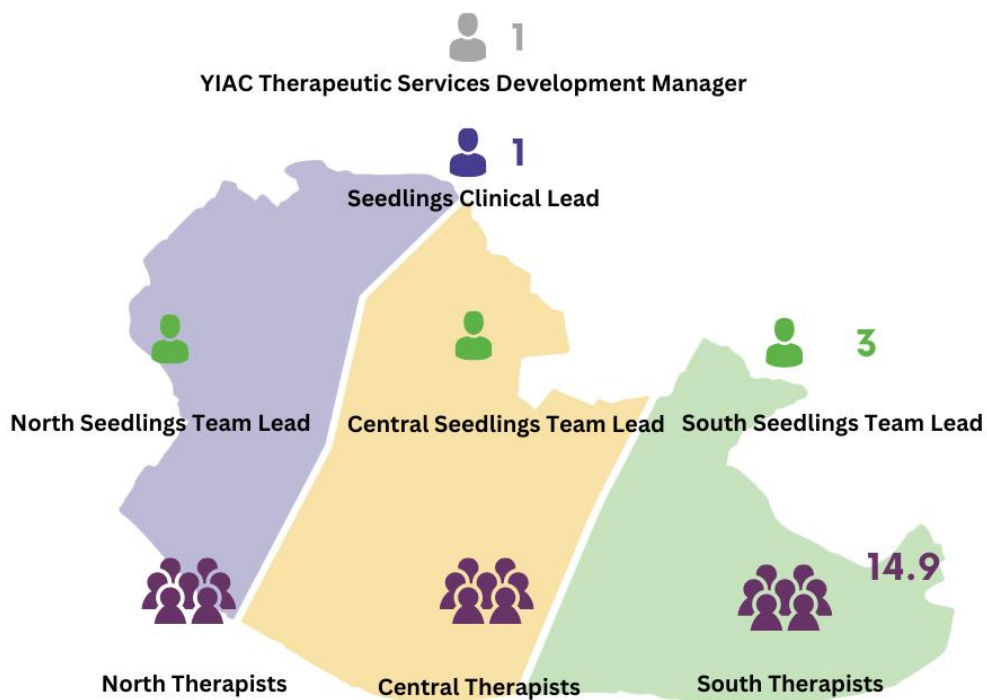 1
YIAC Therapeutic Services Development Manager
1
Seedlings Clinical Lead
3
North Seedlings Team Lead
Central Seedlings Team Lead
South Seedlings Team Lead
14.9
North Therapists
Central Therapists
South Therapists